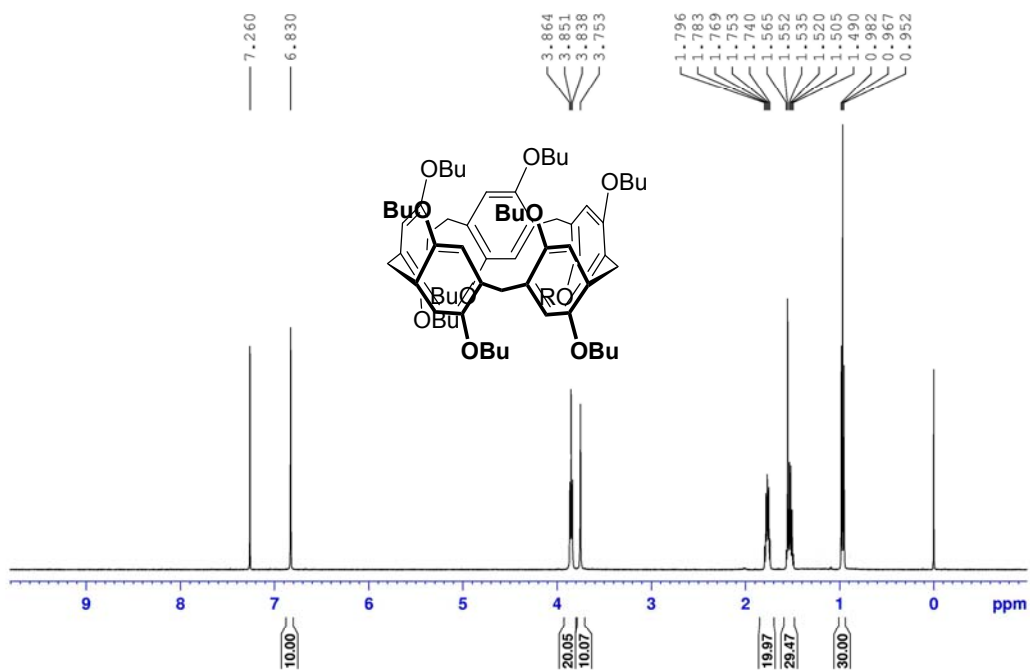 7.260
6.830
3.864
3.851
3.838
3.753
1.796
1.783
1.769
1.753
1.740
1.565
1.552
1.535
1.520
1.505
1.490
0.982
0.967
0.952
OBu
OBu
OBu
BuO
BuO
BuO
RO
OBu
OBu
OBu
9 8 7 6 5 4 3 2 1 0 ppm
10.00
20.05
10.07
19.97
29.47
30.00